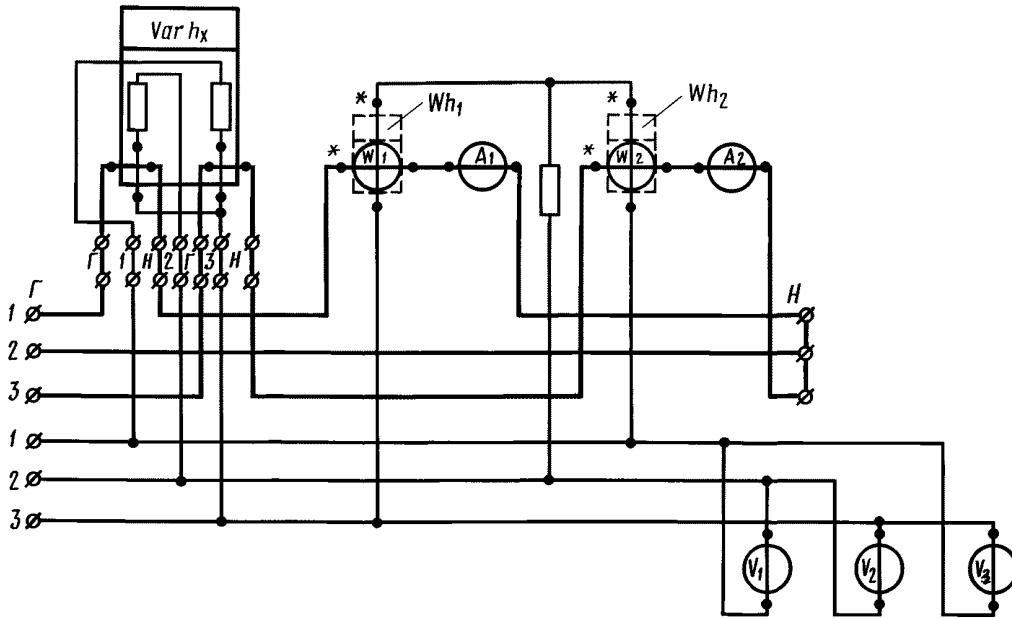 Var hₓ
* Wh₁
* Wh₂
* W 1 A1
* W 2 A2
Г 1 Н 2 Г 3 Н
Г
Н
1
2
3
1
2
3
V₁ V₂ V₃